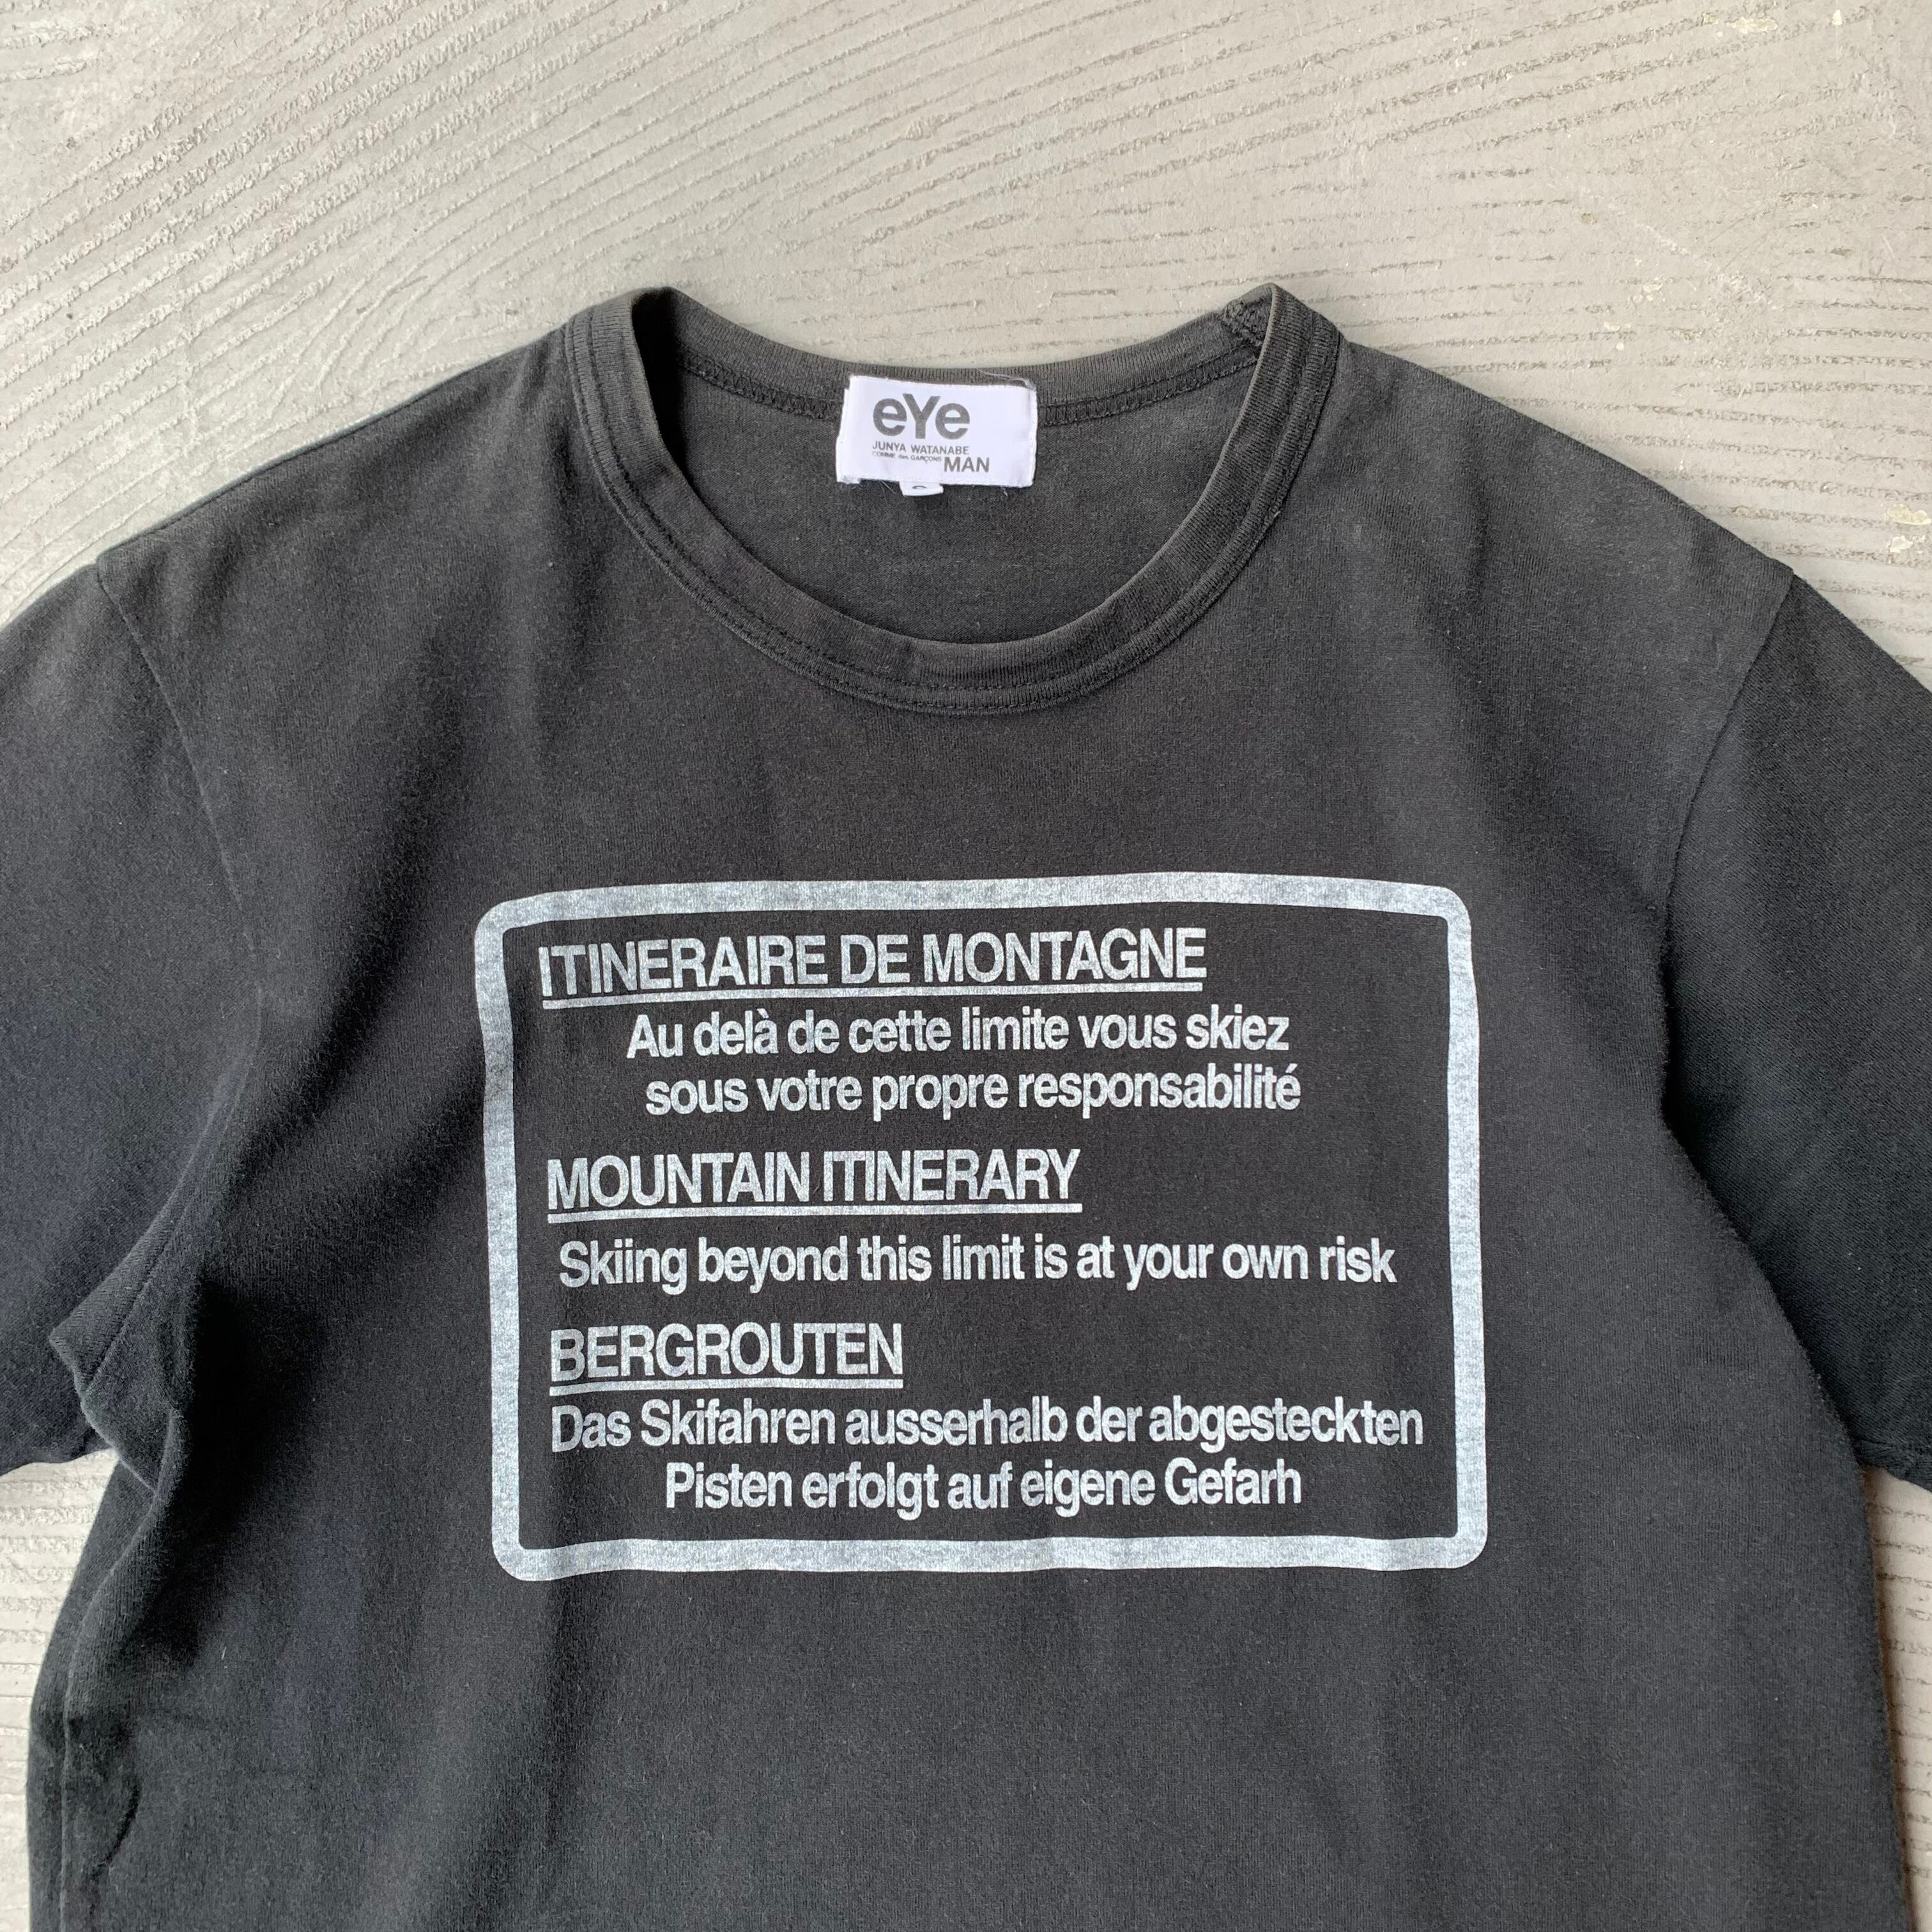 eYe
JUNYA WATANABE
COMME des GARÇONS MAN
ITINERAIRE DE MONTAGNE
Au delà de cette limite vous skiez
sous votre propre responsabilité
MOUNTAIN ITINERARY
Skiing beyond this limit is at your own risk
BERGROUTEN
Das Skifahren ausserhalb der abgesteckten
Pisten erfolgt auf eigene Gefarh